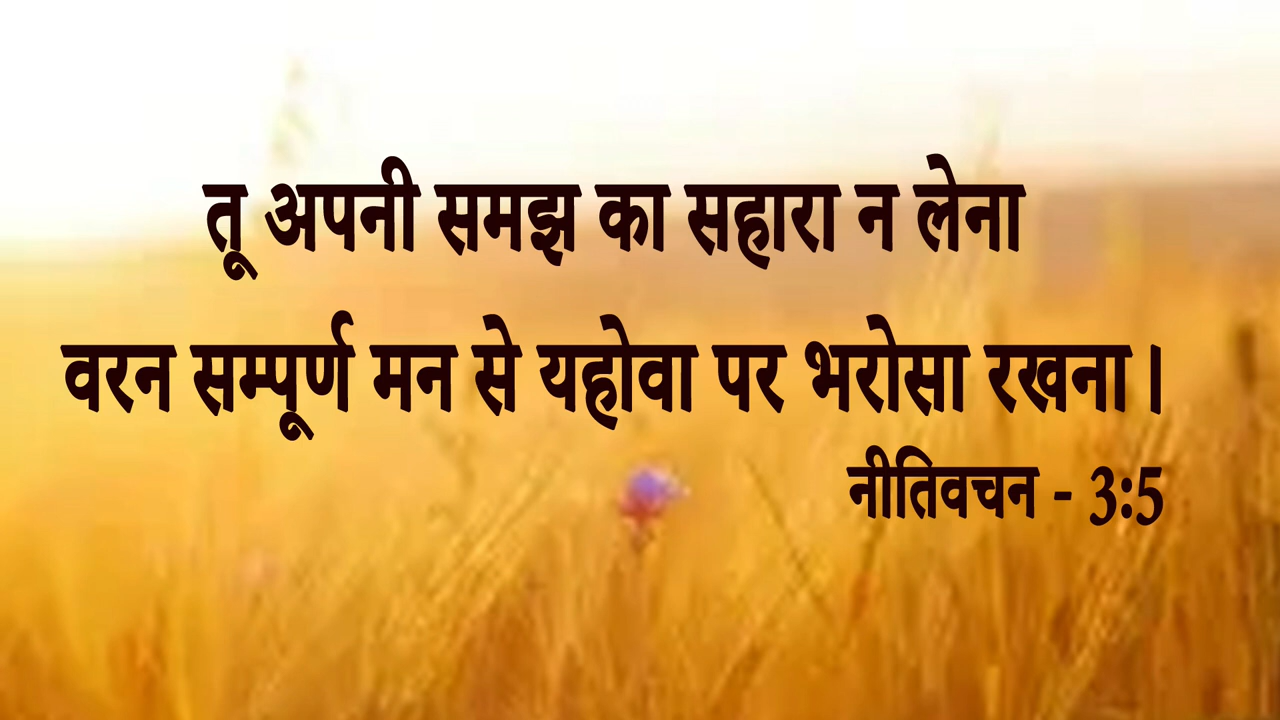 तू अपनी समझ का सहारा न लेना
वरन सम्पूर्ण मन से यहोवा पर भरोसा रखना।
नीतिवचन - 3:5